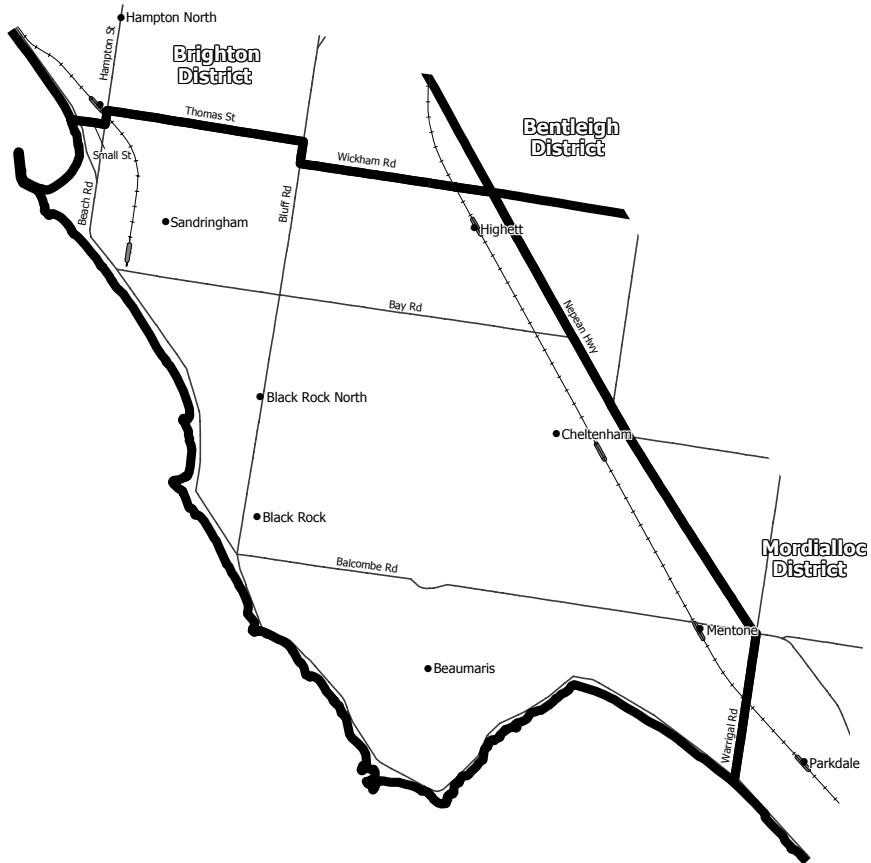 Hampton North
Hampton St
Brighton
District
Thomas St
Bentleigh
District
Small St
Wickham Rd
Beach Rd
Bluff Rd
Sandringham
Highett
Bay Rd
Nepean Hwy
Black Rock North
Cheltenham
Black Rock
Mordialloc
District
Balcombe Rd
Mentone
Beaumaris
Warrigal Rd
Parkdale